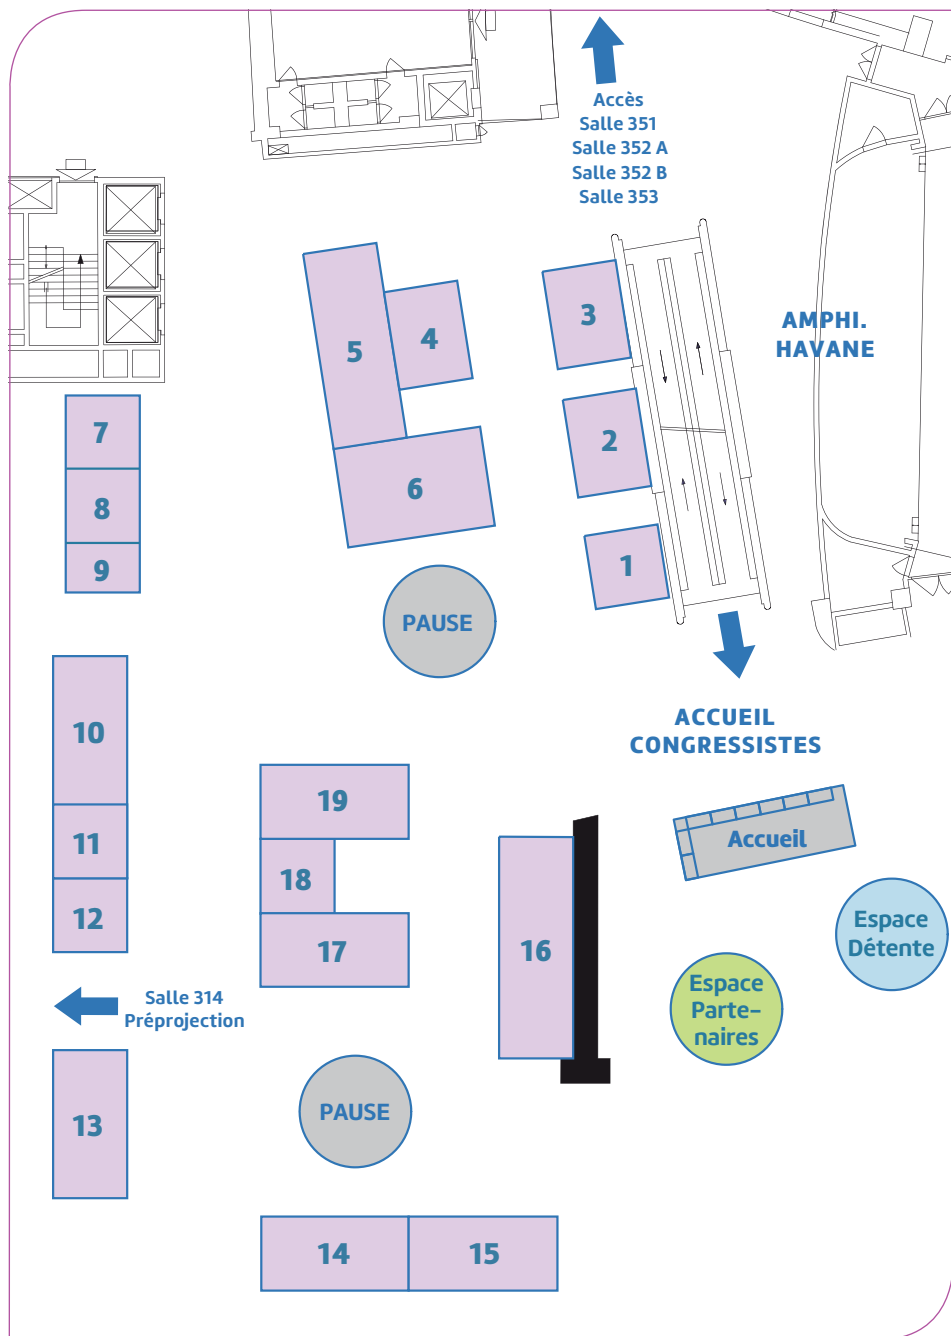 Accès
Salle 351
Salle 352 A
Salle 352 B
Salle 353
AMPHI.
HAVANE
3
4
5
2
6
1
7
8
9
PAUSE
10
11
12
ACCUEIL
CONGRESSISTES
19
18
17
16
Accueil
Espace
Détente
Espace
Parte-
naires
Salle 314
Préprojection
13
PAUSE
14
15